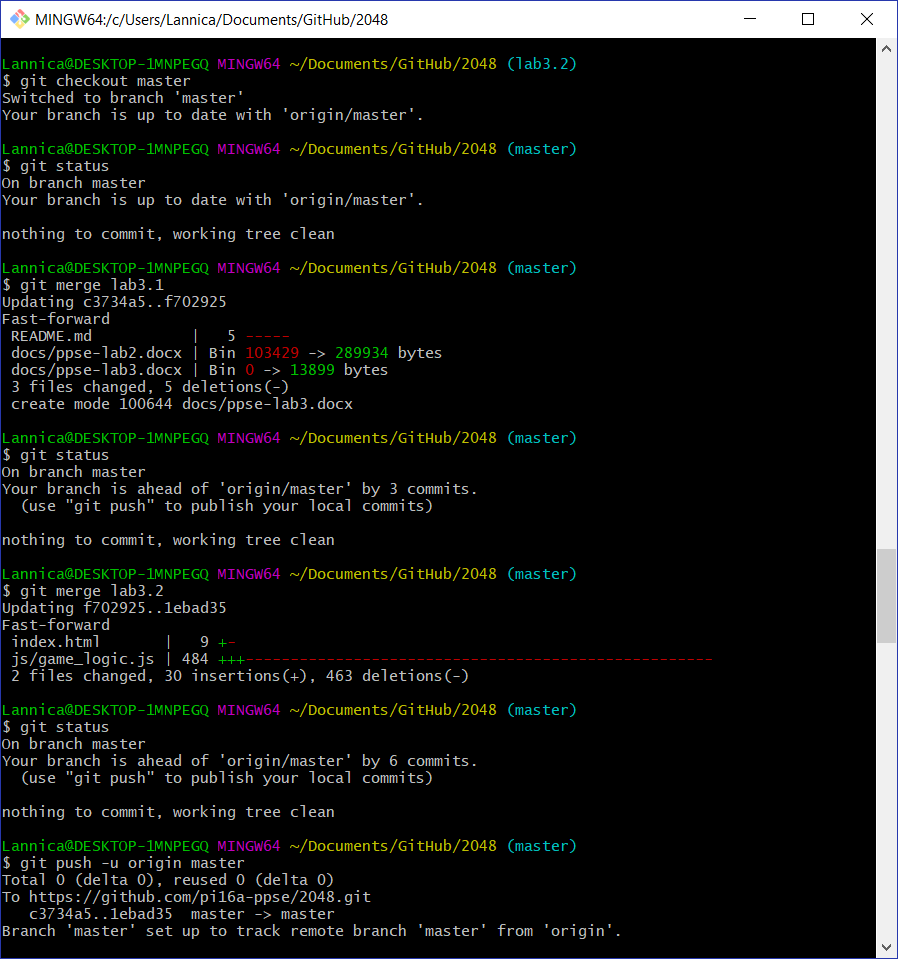 MINGW64:/c/Users/Lannica/Documents/GitHub/2048
Lannica@DESKTOP-1MNPEGQ MINGW64 ~/Documents/GitHub/2048 (lab3.2)
$ git checkout master
Switched to branch 'master'
Your branch is up to date with 'origin/master'.
Lannica@DESKTOP-1MNPEGQ MINGW64 ~/Documents/GitHub/2048 (master)
$ git status
On branch master
Your branch is up to date with 'origin/master'.
nothing to commit, working tree clean
Lannica@DESKTOP-1MNPEGQ MINGW64 ~/Documents/GitHub/2048 (master)
$ git merge lab3.1
Updating c3734a5..f702925
Fast-forward
 README.md           |   5 -----
 docs/ppse-lab2.docx | Bin 103429 -> 289934 bytes
 docs/ppse-lab3.docx | Bin 0 -> 13899 bytes
 3 files changed, 5 deletions(-)
 create mode 100644 docs/ppse-lab3.docx
Lannica@DESKTOP-1MNPEGQ MINGW64 ~/Documents/GitHub/2048 (master)
$ git status
On branch master
Your branch is ahead of 'origin/master' by 3 commits.
  (use "git push" to publish your local commits)
nothing to commit, working tree clean
Lannica@DESKTOP-1MNPEGQ MINGW64 ~/Documents/GitHub/2048 (master)
$ git merge lab3.2
Updating f702925..1ebad35
Fast-forward
 index.html       |   9 +-
 js/game_logic.js | 484 +++----------------------------------------------------
 2 files changed, 30 insertions(+), 463 deletions(-)
Lannica@DESKTOP-1MNPEGQ MINGW64 ~/Documents/GitHub/2048 (master)
$ git status
On branch master
Your branch is ahead of 'origin/master' by 6 commits.
  (use "git push" to publish your local commits)
nothing to commit, working tree clean
Lannica@DESKTOP-1MNPEGQ MINGW64 ~/Documents/GitHub/2048 (master)
$ git push -u origin master
Total 0 (delta 0), reused 0 (delta 0)
To https://github.com/pi16a-ppse/2048.git
   c3734a5..1ebad35  master -> master
Branch 'master' set up to track remote branch 'master' from 'origin'.